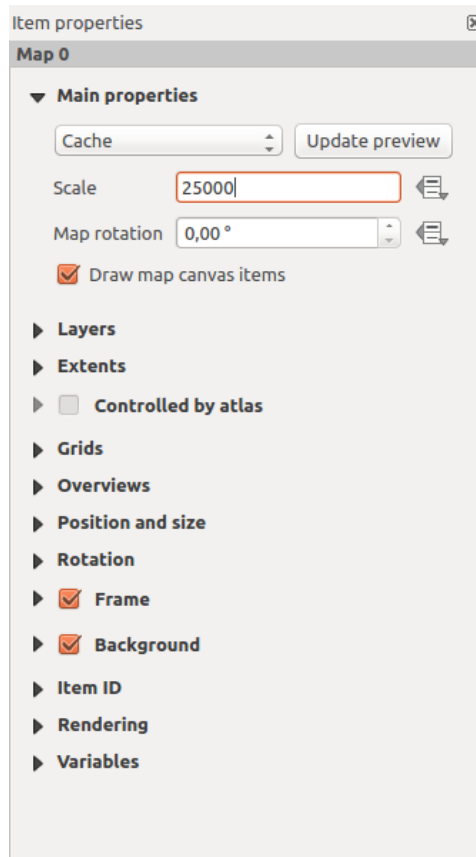 Item properties
Map 0
Main properties
Cache Update preview
Scale 25000
Map rotation 0,00 °
Draw map canvas items
Layers
Extents
Controlled by atlas
Grids
Overviews
Position and size
Rotation
Frame
Background
Item ID
Rendering
Variables